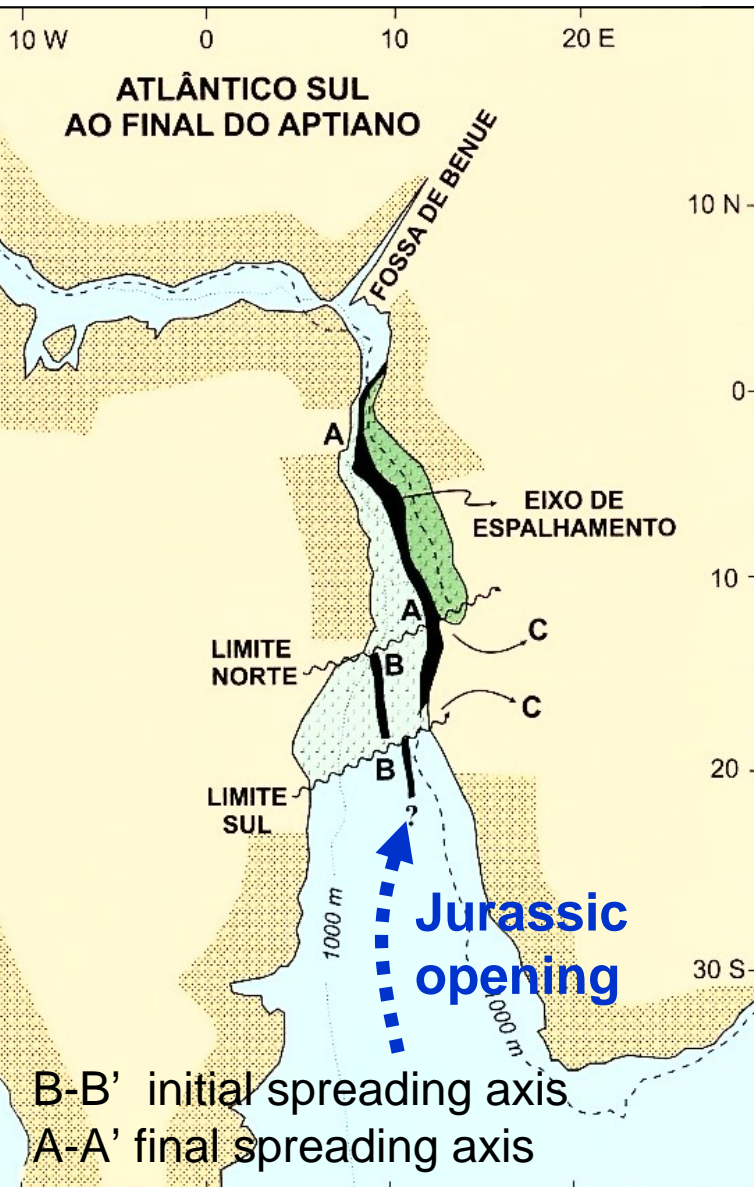 10 W 0 10 20 E
ATLÂNTICO SUL
AO FINAL DO APTIANO
FOSSA DE BENUE
10 N
0
A
EIXO DE
ESPALHAMENTO
10
A
C
LIMITE
NORTE
B
C
B
20
LIMITE
SUL
?
Jurassic
opening
1000 m
30 S
1000 m
B-B’ initial spreading axis
A-A’ final spreading axis